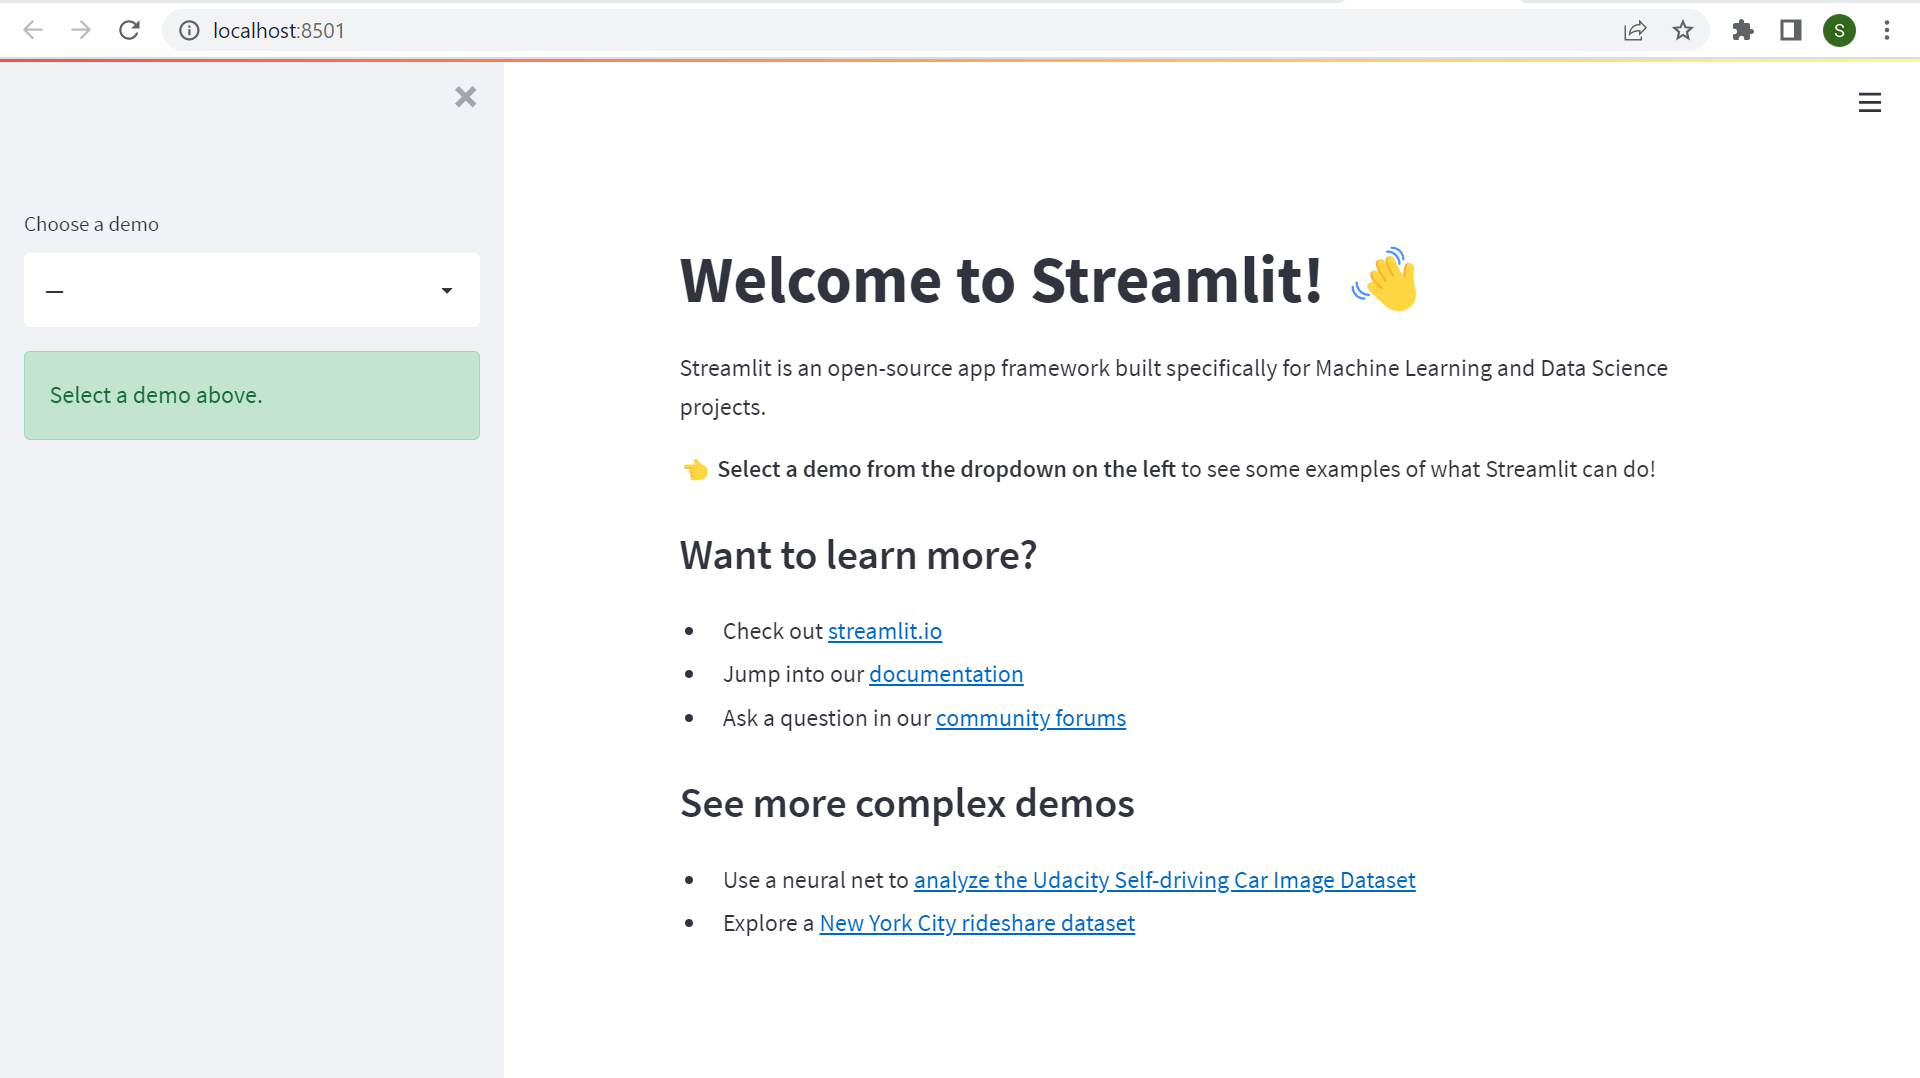 localhost:8501
S
Choose a demo
—
Select a demo above.
Welcome to Streamlit! 👋
Streamlit is an open-source app framework built specifically for Machine Learning and Data Science
projects.
👈 Select a demo from the dropdown on the left to see some examples of what Streamlit can do!
Want to learn more?
• Check out streamlit.io
• Jump into our documentation
• Ask a question in our community forums
See more complex demos
• Use a neural net to analyze the Udacity Self-driving Car Image Dataset
• Explore a New York City rideshare dataset